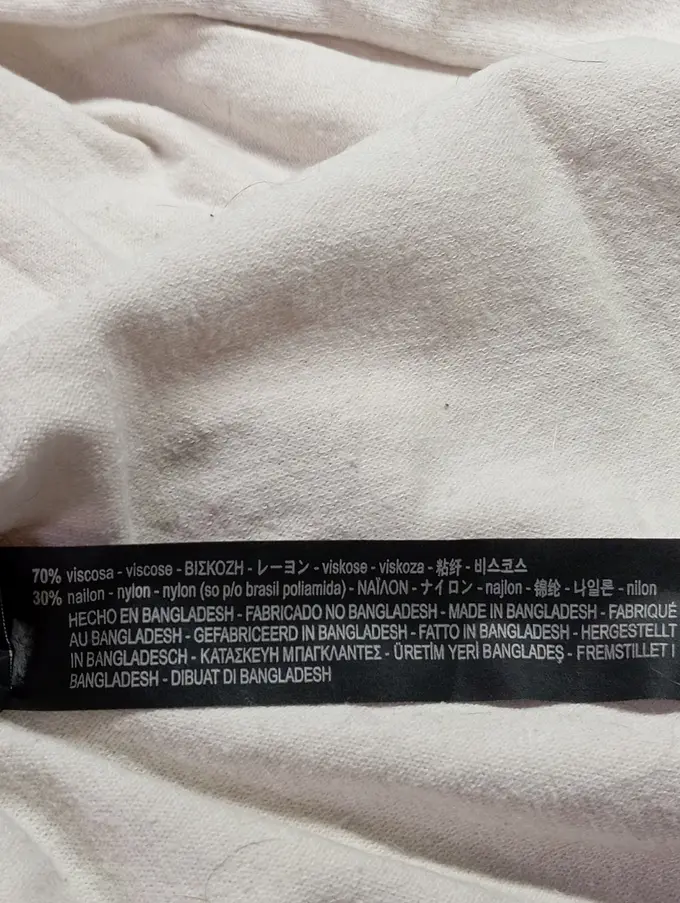 70% viscosa - viscose - ΒΙΣΚΟΖΗ - レーヨン - viskose - viskoza - 粘纤 - 비스코스
30% nailon - nylon - nylon (so p/o brasil poliamida) - ΝΑΪΛΟΝ - ナイロン - najlon - 锦纶 - 나일론 - nilon
HECHO EN BANGLADESH - FABRICADO NO BANGLADESH - MADE IN BANGLADESH - FABRIQUÉ
AU BANGLADESH - GEFABRICEERD IN BANGLADESH - FATTO IN BANGLADESH - HERGESTELLT
IN BANGLADESCH - ΚΑΤΑΣΚΕΥΗ ΜΠΑΓΚΛΑΝΤΕΣ - ÜRETİM YERİ BANGLADEŞ - FREMSTILLET I
BANGLADESH - DIBUAT DI BANGLADESH